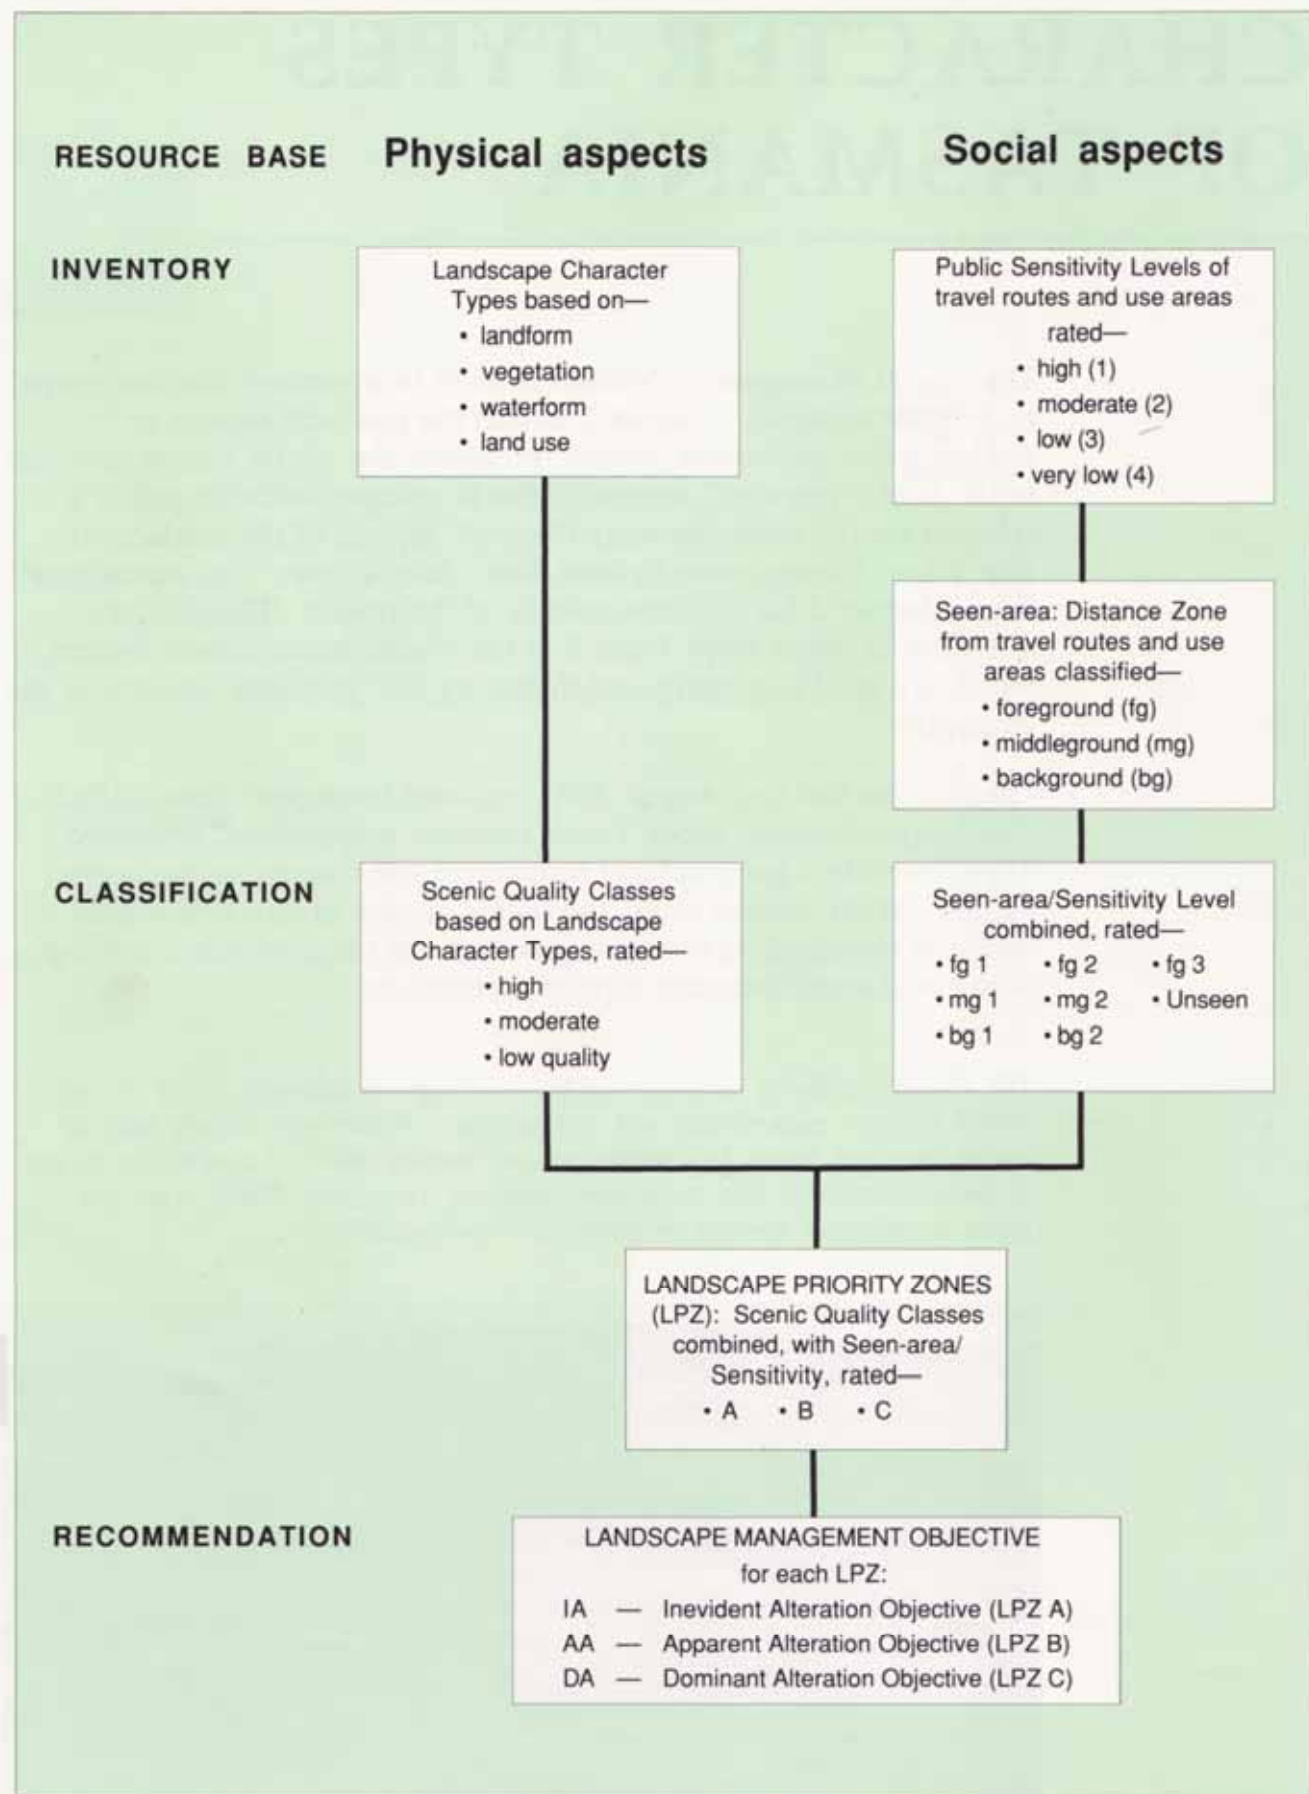 RESOURCE BASE
Physical aspects
Social aspects
INVENTORY
Landscape Character
Types based on—
• landform
• vegetation
• waterform
• land use
Public Sensitivity Levels of
travel routes and use areas
rated—
• high (1)
• moderate (2)
• low (3)
• very low (4)
Seen-area: Distance Zone
from travel routes and use
areas classified—
• foreground (fg)
• middleground (mg)
• background (bg)
CLASSIFICATION
Scenic Quality Classes
based on Landscape
Character Types, rated—
• high
• moderate
• low quality
Seen-area/Sensitivity Level
combined, rated—
• fg 1 • fg 2 • fg 3
• mg 1 • mg 2 • Unseen
• bg 1 • bg 2
LANDSCAPE PRIORITY ZONES
(LPZ): Scenic Quality Classes
combined, with Seen-area/
Sensitivity, rated—
• A • B • C
RECOMMENDATION
LANDSCAPE MANAGEMENT OBJECTIVE
for each LPZ:
IA — Inevident Alteration Objective (LPZ A)
AA — Apparent Alteration Objective (LPZ B)
DA — Dominant Alteration Objective (LPZ C)